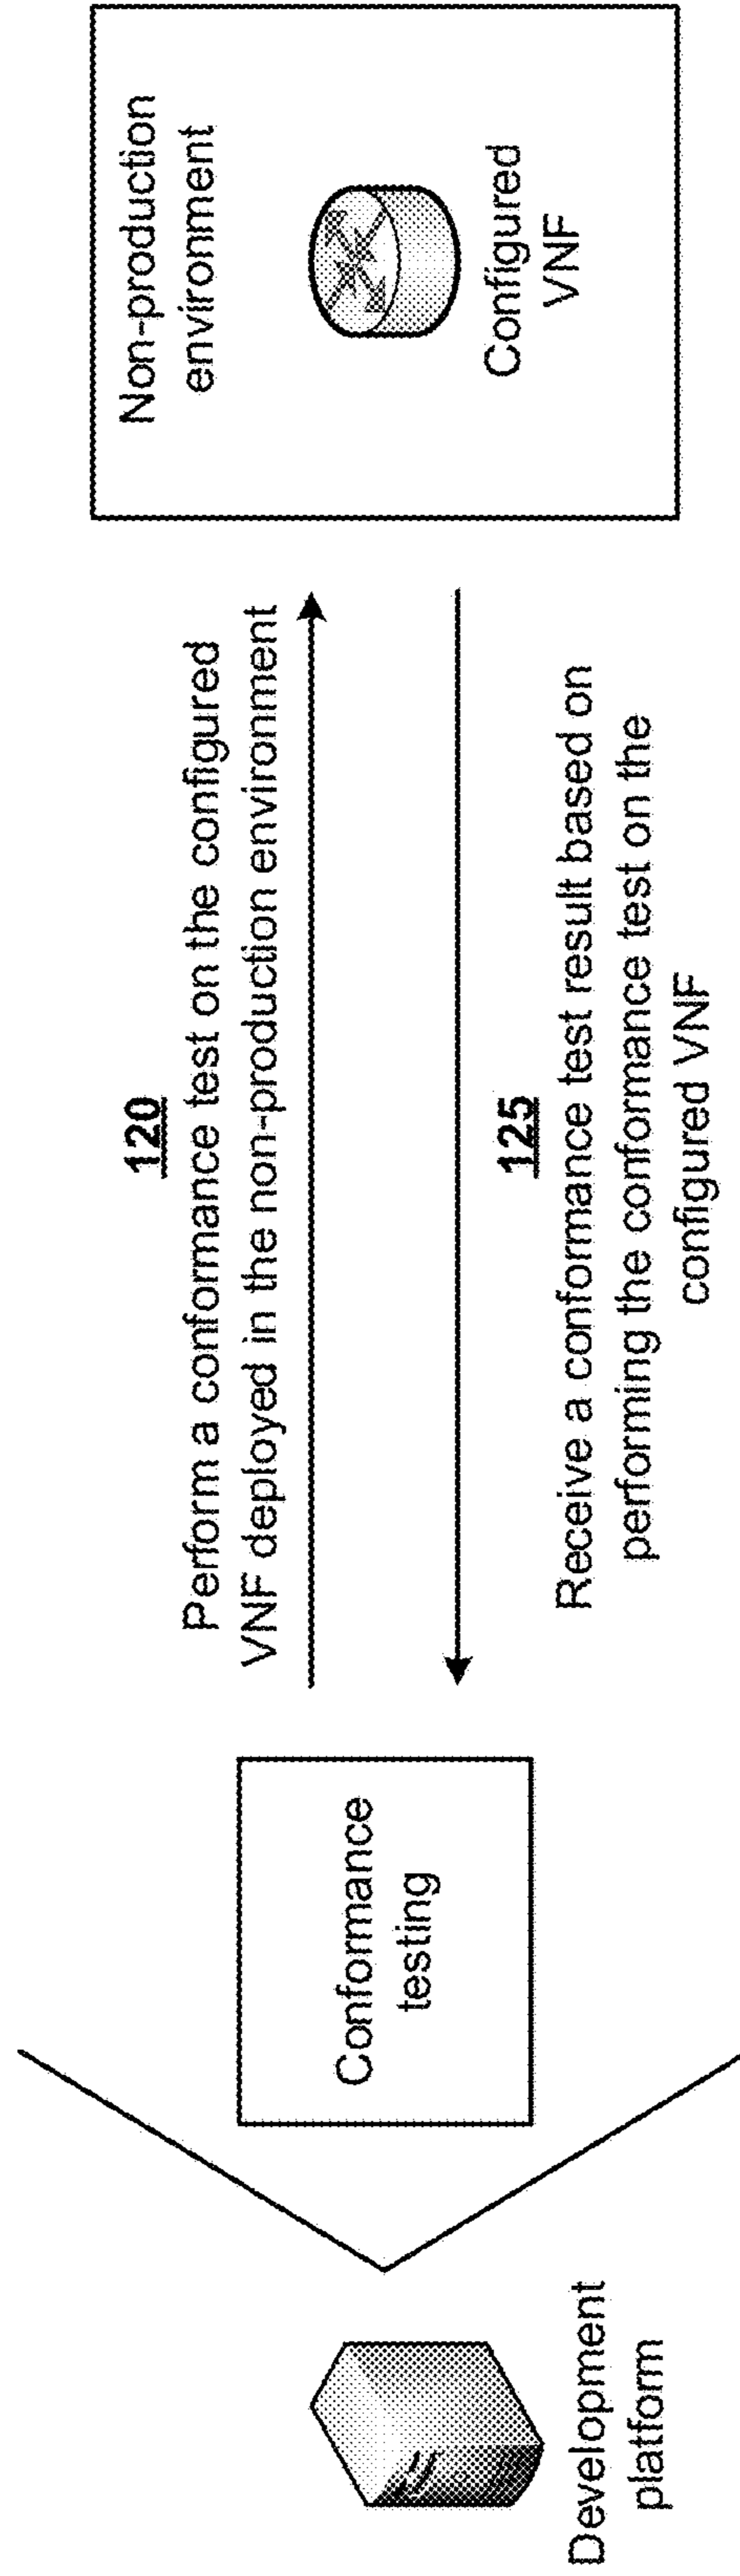 Development
platform
Conformance
testing
120
Perform a conformance test on the configured
VNF deployed in the non-production environment
125
Receive a conformance test result based on
performing the conformance test on the
configured VNF
Non-production
environment
Configured
VNF